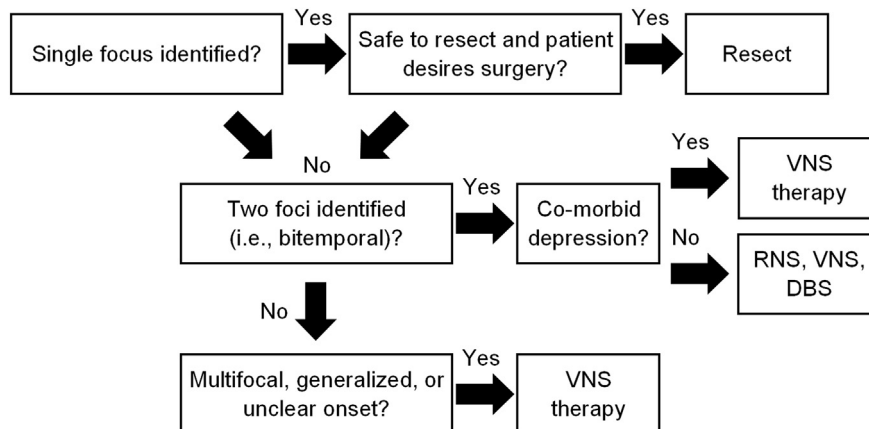 Yes
Yes
Single focus identified?
Safe to resect and patient
desires surgery?
Resect
No
Two foci identified
(i.e., bitemporal)?
Yes
Co-morbid
depression?
Yes
VNS
therapy
No
RNS, VNS,
DBS
No
Multifocal, generalized, or
unclear onset?
Yes
VNS
therapy